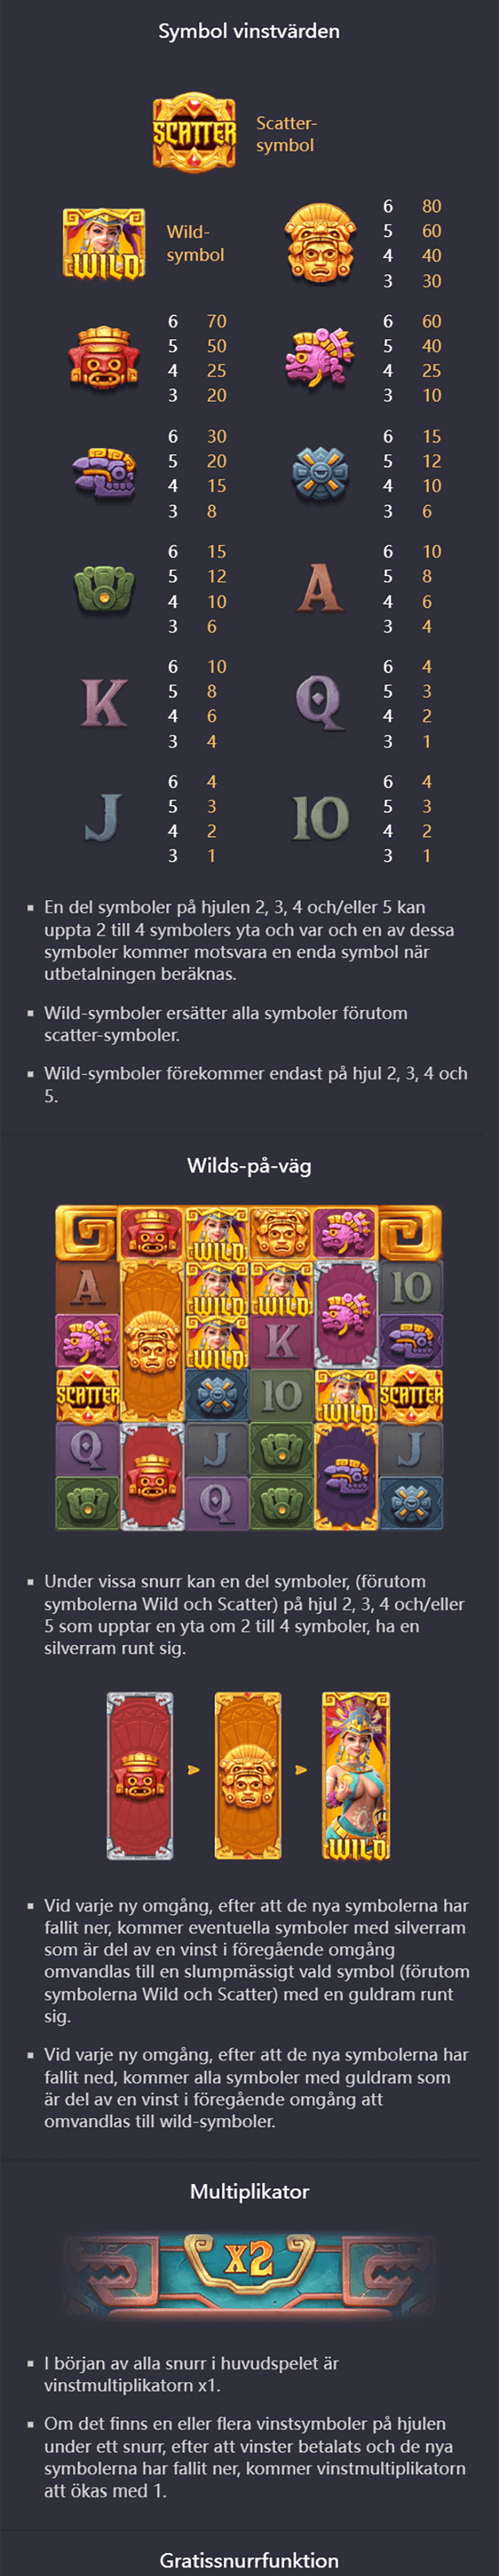 Symbol vinstvärden
SCATTER
Scatter-
symbol
WILD
Wild-
symbol
6 80
5 60
4 40
3 30
6 70
5 50
4 25
3 20
6 60
5 40
4 25
3 10
6 30
5 20
4 15
3 8
6 15
5 12
4 10
3 6
6 15
5 12
4 10
3 6
A
6 10
5 8
4 6
3 4
K
6 10
5 8
4 6
3 4
Q
6 4
5 3
4 2
3 1
J
6 4
5 3
4 2
3 1
10
6 4
5 3
4 2
3 1
En del symboler på hjulen 2, 3, 4 och/eller 5 kan
uppta 2 till 4 symbolers yta och var och en av dessa
symboler kommer motsvara en enda symbol när
utbetalningen beräknas.
Wild-symboler ersätter alla symboler förutom
scatter-symboler.
Wild-symboler förekommer endast på hjul 2, 3, 4 och
5.
Wilds-på-väg
WILD
A WILD WILD 10
WILD K
SCATTER 10 WILD SCATTER
Q J J
Q
Under vissa snurr kan en del symboler, (förutom
symbolerna Wild och Scatter) på hjul 2, 3, 4 och/eller
5 som upptar en yta om 2 till 4 symboler, ha en
silverram runt sig.
WILD
Vid varje ny omgång, efter att de nya symbolerna har
fallit ner, kommer eventuella symboler med silverram
som är del av en vinst i föregående omgång
omvandlas till en slumpmässigt vald symbol (förutom
symbolerna Wild och Scatter) med en guldram runt
sig.
Vid varje ny omgång, efter att de nya symbolerna har
fallit ned, kommer alla symboler med guldram som
är del av en vinst i föregående omgång att
omvandlas till wild-symboler.
Multiplikator
x2
I början av alla snurr i huvudspelet är
vinstmultiplikatorn x1.
Om det finns en eller flera vinstsymboler på hjulen
under ett snurr, efter att vinster betalats och de nya
symbolerna har fallit ner, kommer vinstmultiplikatorn
att ökas med 1.
Gratissnurrfunktion